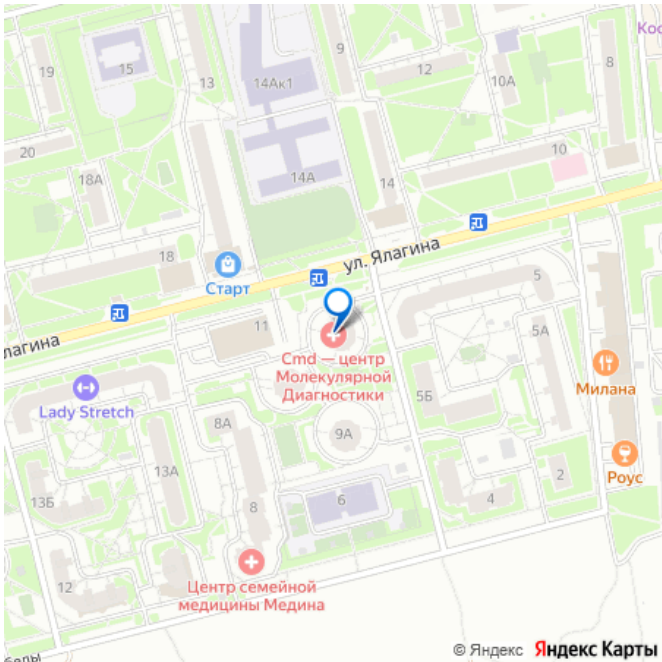 Кос
19
15
13
14Ак1
9
12
10А
8
20
18А
14А
14
10
18
ул. Ялагина
Старт
5
11
лагина
Cmd — центр
Молекулярной
Диагностики
5А
Милана
Lady Stretch
5Б
8А
9А
13А
13Б
8
6
4
2
Роус
12
Центр семейной
медицины Медина
беды
© Яндекс Яндекс Карты